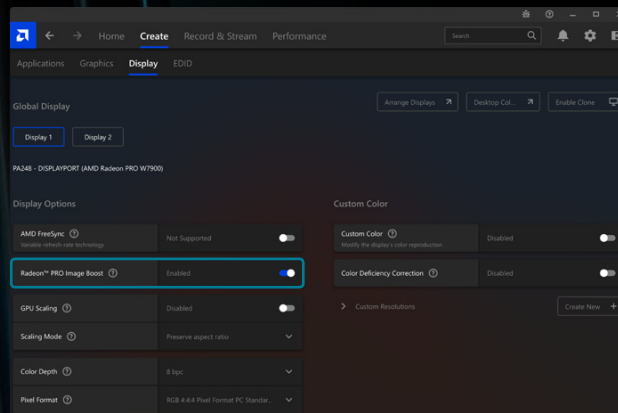 Home Create Record & Stream Performance Search
Applications Graphics Display EDID
Global Display Arrange Displays Desktop Col... Enable Clone
Display 1 Display 2
PA248 - DISPLAYPORT (AMD Radeon PRO W7900)
Display Options Custom Color
AMD FreeSync Not Supported Custom Color Disabled
Variable refresh rate technology Modify the display's color reproduction
Radeon™ PRO Image Boost Enabled Color Deficiency Correction Disabled
GPU Scaling Disabled Custom Resolutions Create New +
Scaling Mode Preserve aspect ratio
Color Depth 8 bpc
Pixel Format RGB 4:4:4 Pixel Format PC Standar...